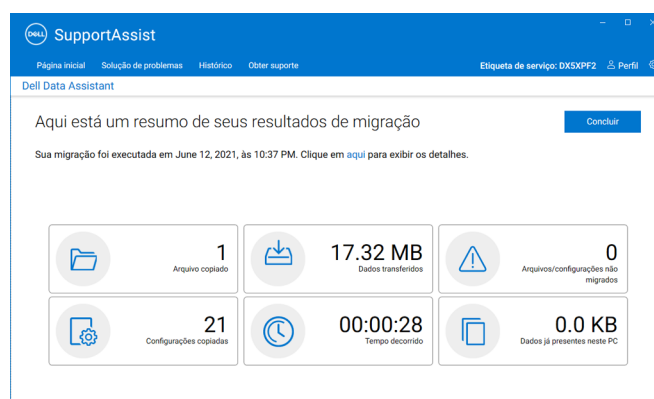 DELL SupportAssist
Página inicial Solução de problemas Histórico Obter suporte Etiqueta de serviço: DX5XPF2 Perfil
Dell Data Assistant
Aqui está um resumo de seus resultados de migração
Concluir
Sua migração foi executada em June 12, 2021, às 10:37 PM. Clique em aqui para exibir os detalhes.
1
Arquivo copiado
17.32 MB
Dados transferidos
0
Arquivos/configurações não
migrados
21
Configurações copiadas
00:00:28
Tempo decorrido
0.0 KB
Dados já presentes neste PC